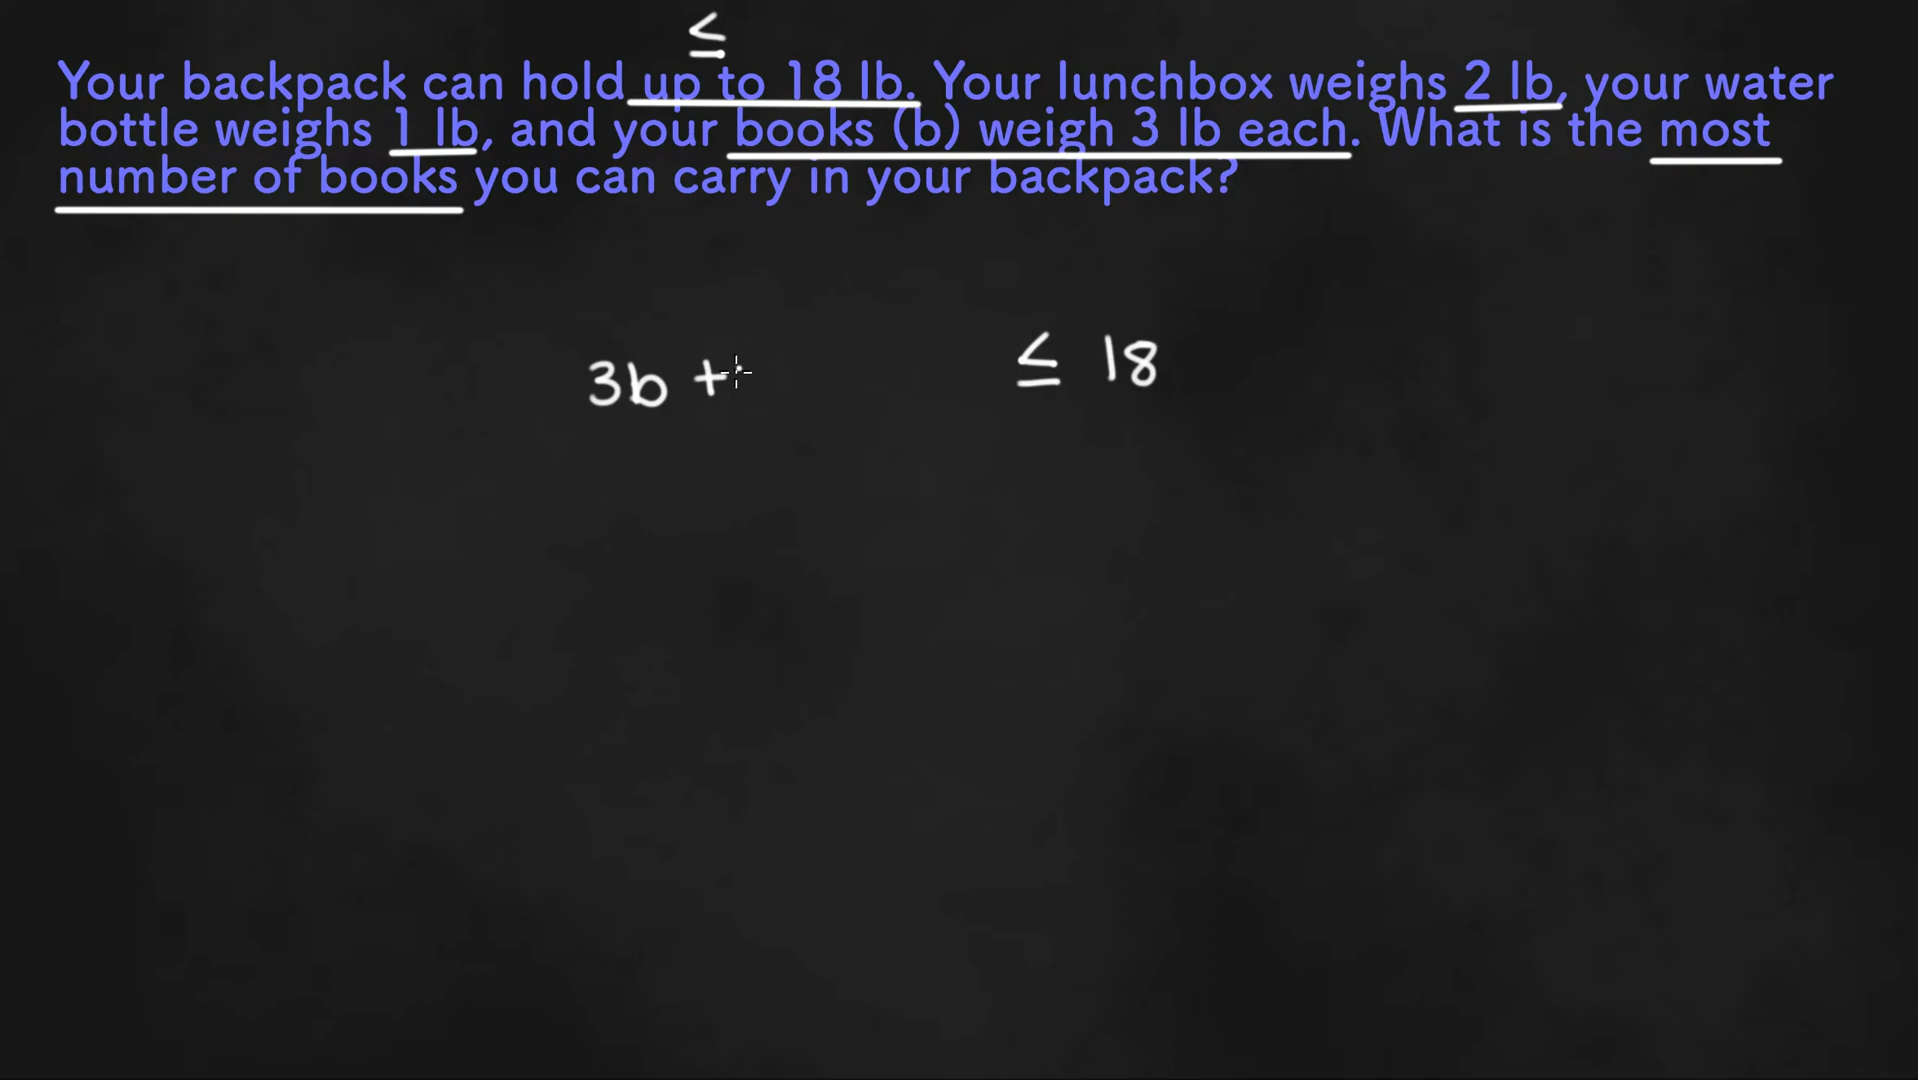 ≤
Your backpack can hold up to 18 lb. Your lunchbox weighs 2 lb, your water
bottle weighs 1 lb, and your books (b) weigh 3 lb each. What is the most
number of books you can carry in your backpack?
3b + ≤ 18